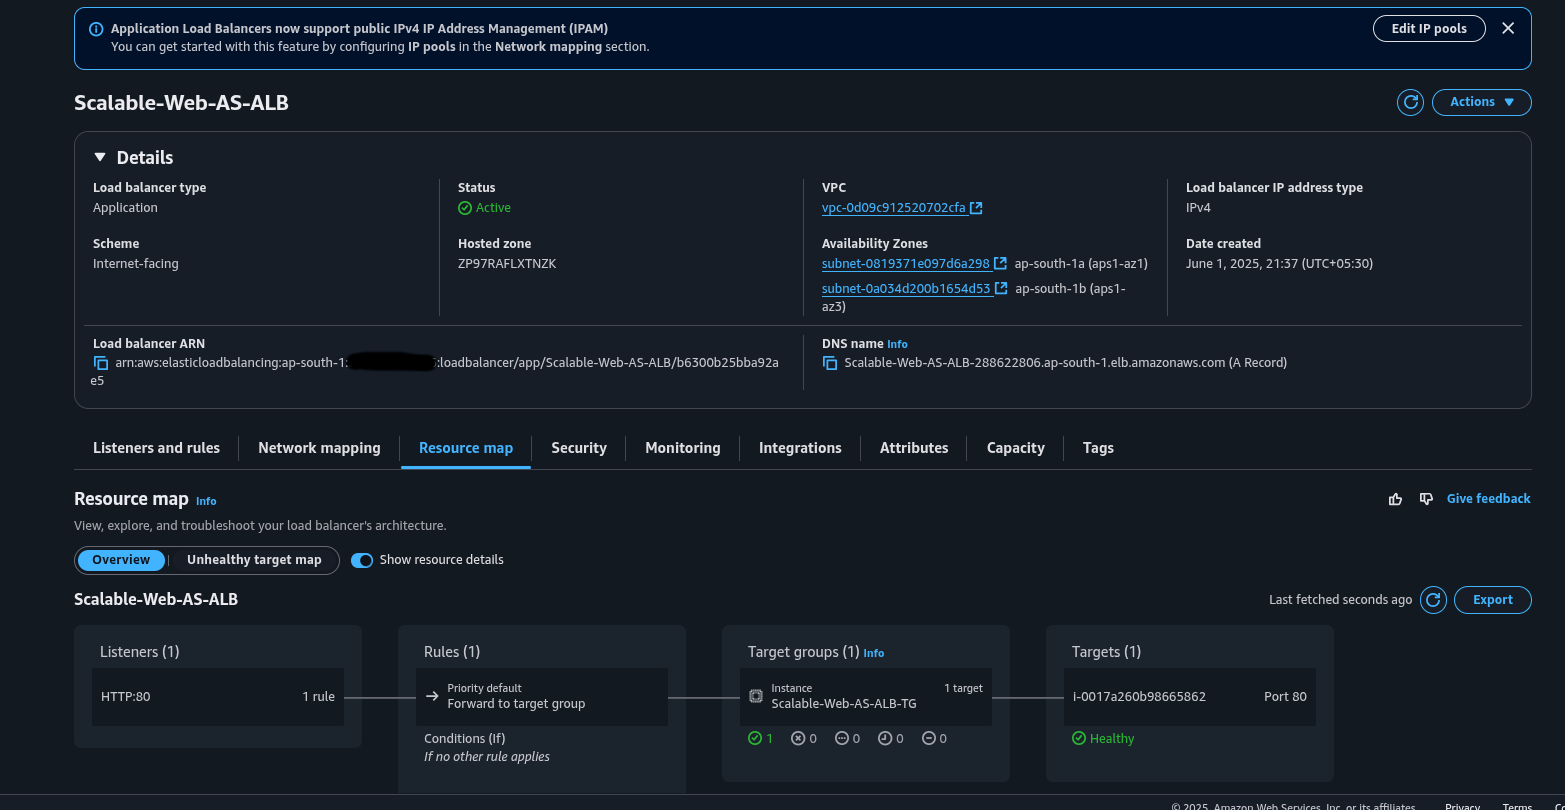 Application Load Balancers now support public IPv4 IP Address Management (IPAM)
You can get started with this feature by configuring IP pools in the Network mapping section.
Edit IP pools
Scalable-Web-AS-ALB
Actions
Details
Load balancer type
Application
Status
Active
VPC
vpc-0d09c912520702cfa
Load balancer IP address type
IPv4
Scheme
Internet-facing
Hosted zone
ZP97RAFLXTNZK
Availability Zones
subnet-0819371e097d6a298 ap-south-1a (aps1-az1)
subnet-0a034d200b1654d53 ap-south-1b (aps1-
az3)
Date created
June 1, 2025, 21:37 (UTC+05:30)
Load balancer ARN
arn:aws:elasticloadbalancing:ap-south-1: :loadbalancer/app/Scalable-Web-AS-ALB/b6300b25bba92a
e5
DNS name Info
Scalable-Web-AS-ALB-288622806.ap-south-1.elb.amazonaws.com (A Record)
Listeners and rules
Network mapping
Resource map
Security
Monitoring
Integrations
Attributes
Capacity
Tags
Resource map Info
Give feedback
View, explore, and troubleshoot your load balancer's architecture.
Overview
Unhealthy target map
Show resource details
Scalable-Web-AS-ALB
Last fetched seconds ago
Export
Listeners (1)
HTTP:80 1 rule
Rules (1)
Priority default
Forward to target group
Conditions (If)
If no other rule applies
Target groups (1) Info
Instance 1 target
Scalable-Web-AS-ALB-TG
1 0 0 0 0
Targets (1)
i-0017a260b98665862 Port 80
Healthy
© 2025, Amazon Web Services, Inc. or its affiliates.
Privacy
Terms